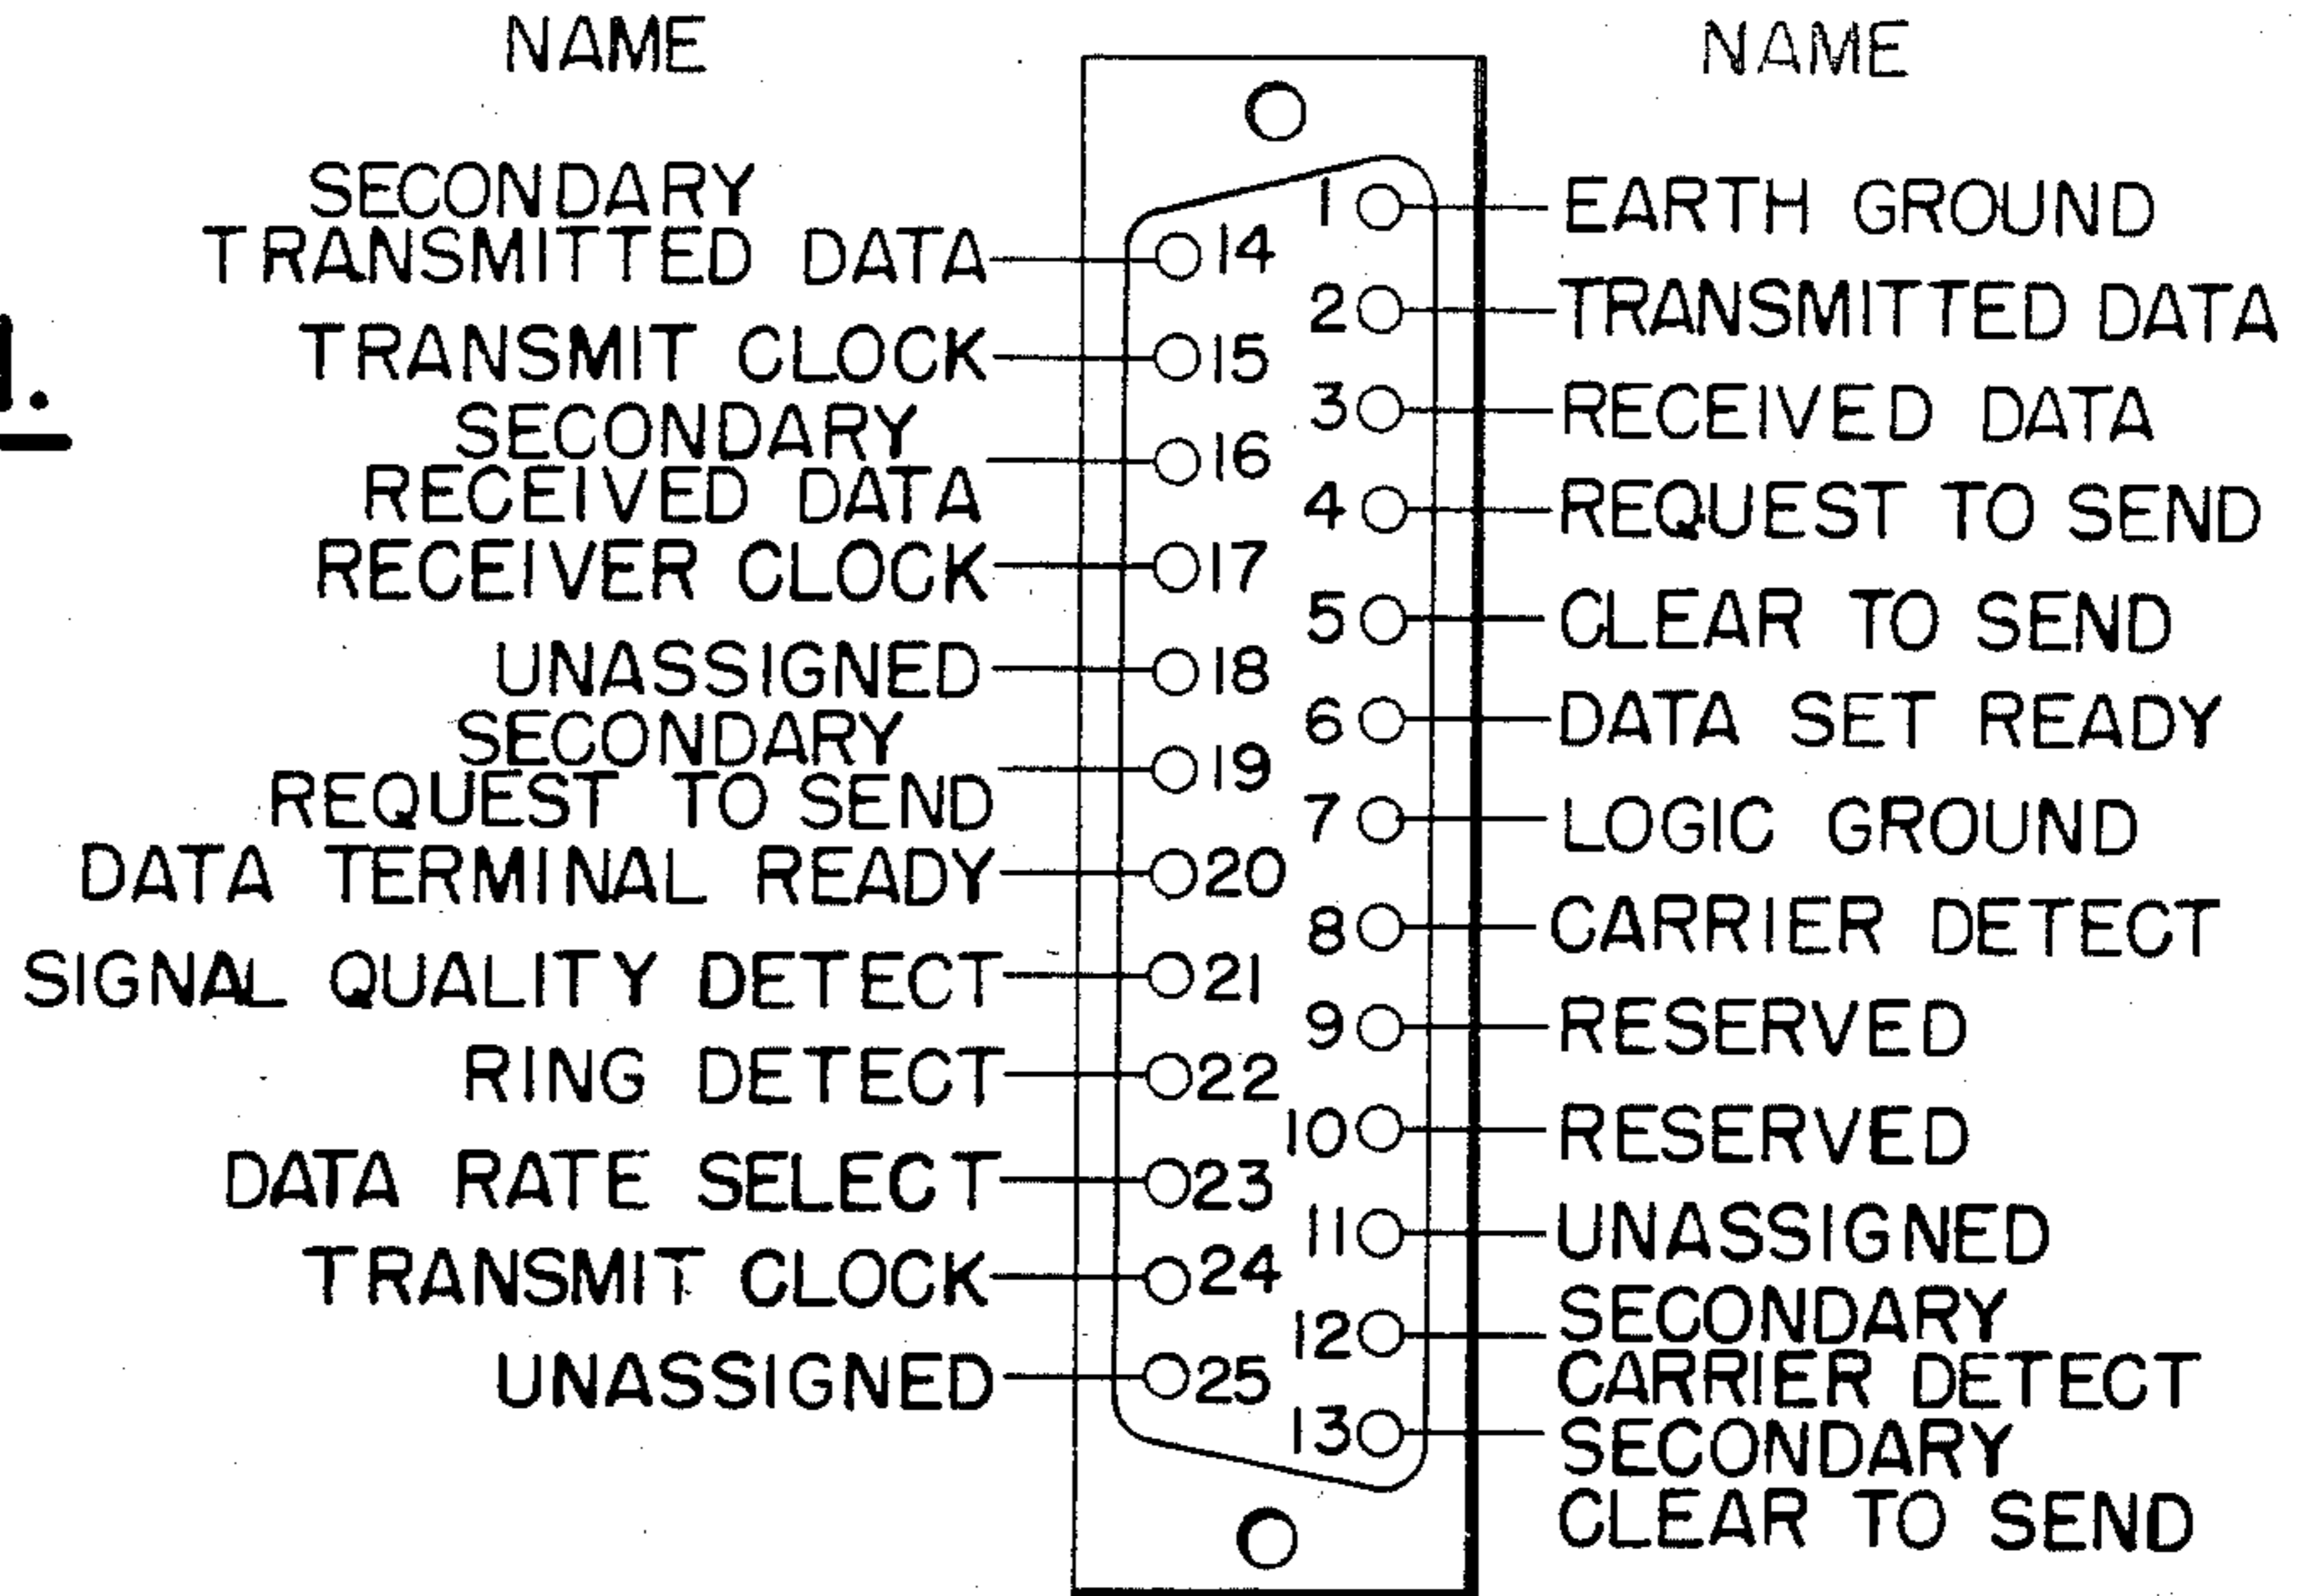 NAME
SECONDARY
TRANSMITTED DATA
TRANSMIT CLOCK
SECONDARY
RECEIVED DATA
RECEIVER CLOCK
UNASSIGNED
SECONDARY
REQUEST TO SEND
DATA TERMINAL READY
SIGNAL QUALITY DETECT
RING DETECT
DATA RATE SELECT
TRANSMIT CLOCK
UNASSIGNED
14
15
16
17
18
19
20
21
22
23
24
25
1
2
3
4
5
6
7
8
9
10
11
12
13
NAME
EARTH GROUND
TRANSMITTED DATA
RECEIVED DATA
REQUEST TO SEND
CLEAR TO SEND
DATA SET READY
LOGIC GROUND
CARRIER DETECT
RESERVED
RESERVED
UNASSIGNED
SECONDARY
CARRIER DETECT
SECONDARY
CLEAR TO SEND